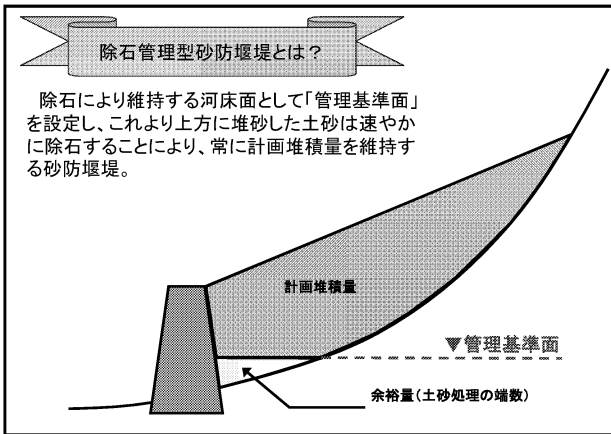 除石管理型砂防堰堤とは？
除石により維持する河床面として「管理基準面」
を設定し、これより上方に堆砂した土砂は速やか
に除石することにより、常に計画堆積量を維持す
る砂防堰堤。
計画堆積量
▼管理基準面
余裕量（土砂処理の端数）